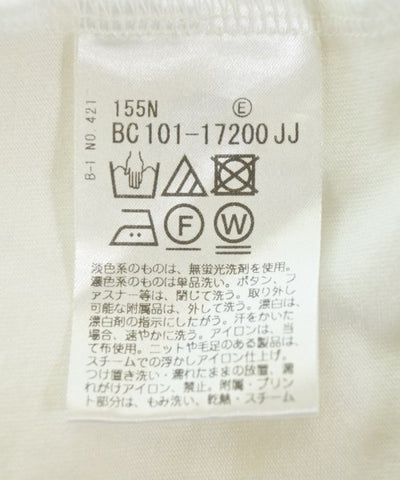 155N Ⓔ
BC101-17200JJ
B-1 NO 421
F W
淡色系のものは、無蛍光洗剤を使用。
濃色系のものは単品洗い。ボタン、フ
ァスナー等は、閉じて洗う。取り外し
可能な附属品は、外して洗う。漂白は、
漂白剤の指示にしたがう。汗をかいた
場合、速やかに洗う。アイロンは、当
て布使用。ニットや毛足のある製品は、
スチームでの浮かしアイロン仕上げ。
つけ置き洗い・濡れたままの放置、濡
れがけアイロン、禁止。附属・プリン
ト部分は、もみ洗い、乾熱・スチーム